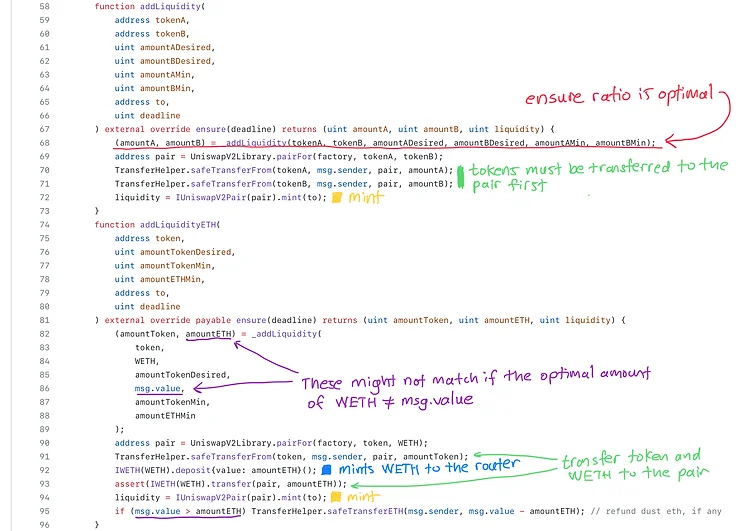 58 function addLiquidity(
59 address tokenA,
60 address tokenB,
61 uint amountADesired,
62 uint amountBDesired,
63 uint amountAMin,
64 uint amountBMin,
65 address to,
66 uint deadline
ensure ratio is optimal
67 ) external override ensure(deadline) returns (uint amountA, uint amountB, uint liquidity) {
68 (amountA, amountB) = _addLiquidity(tokenA, tokenB, amountADesired, amountBDesired, amountAMin, amountBMin);
69 address pair = UniswapV2Library.pairFor(factory, tokenA, tokenB);
70 TransferHelper.safeTransferFrom(tokenA, msg.sender, pair, amountA);
71 TransferHelper.safeTransferFrom(tokenB, msg.sender, pair, amountB);
tokens must be transferred to the
pair first
72 liquidity = IUniswapV2Pair(pair).mint(to); mint
73 }
74 function addLiquidityETH(
75 address token,
76 uint amountTokenDesired,
77 uint amountTokenMin,
78 uint amountETHMin,
79 address to,
80 uint deadline
81 ) external override payable ensure(deadline) returns (uint amountToken, uint amountETH, uint liquidity) {
82 (amountToken, amountETH) = _addLiquidity(
83 token,
84 WETH,
85 amountTokenDesired,
86 msg.value,
87 amountTokenMin,
88 amountETHMin
These might not match if the optimal amount
of WETH ≠ msg.value
89 );
90 address pair = UniswapV2Library.pairFor(factory, token, WETH);
91 TransferHelper.safeTransferFrom(token, msg.sender, pair, amountToken);
92 IWETH(WETH).deposit{value: amountETH}(); mints WETH to the router
93 assert(IWETH(WETH).transfer(pair, amountETH));
transfer token and
WETH to the pair
94 liquidity = IUniswapV2Pair(pair).mint(to); mint
95 if (msg.value > amountETH) TransferHelper.safeTransferETH(msg.sender, msg.value - amountETH); // refund dust eth, if any
96 }